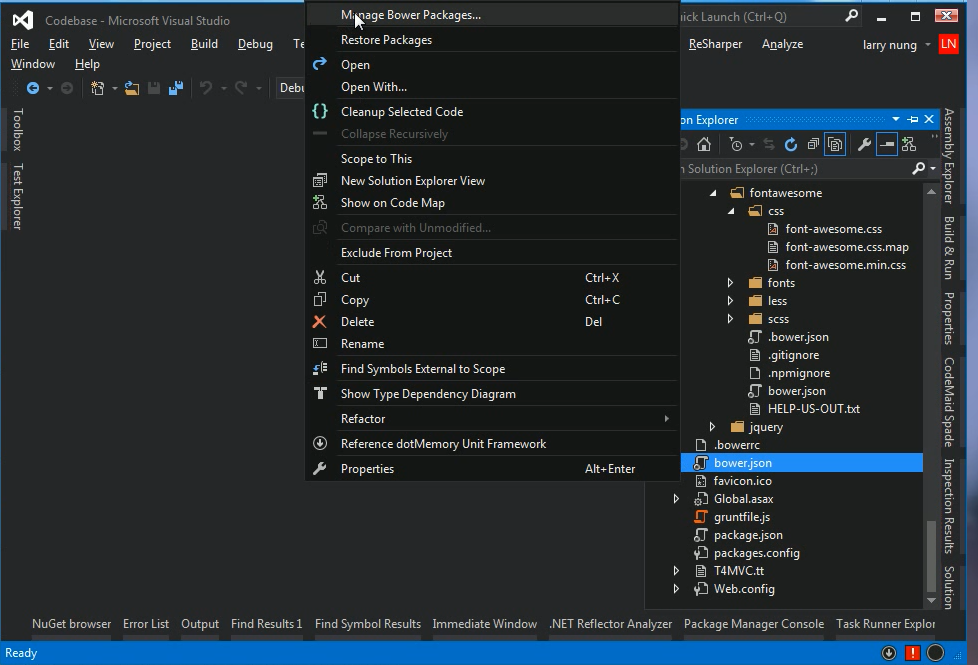 Codebase - Microsoft Visual Studio
uick Launch (Ctrl+Q)
File Edit View Project Build Debug
ReSharper Analyze larry nung LN
Window Help
Debu
Manage Bower Packages...
Restore Packages
Open
Open With...
Cleanup Selected Code
Collapse Recursively
Scope to This
New Solution Explorer View
Show on Code Map
Compare with Unmodified...
Exclude From Project
Cut Ctrl+X
Copy Ctrl+C
Delete Del
Rename
Find Symbols External to Scope
Show Type Dependency Diagram
Refactor
Reference dotMemory Unit Framework
Properties Alt+Enter
Toolbox
Test Explorer
on Explorer
Solution Explorer (Ctrl+;)
fontawesome
css
font-awesome.css
font-awesome.css.map
font-awesome.min.css
fonts
less
scss
.bower.json
.gitignore
.npmignore
bower.json
HELP-US-OUT.txt
jquery
.bowerrc
bower.json
favicon.ico
Global.asax
gruntfile.js
package.json
packages.config
T4MVC.tt
Web.config
Assembly Explorer
Build & Run
Properties
CodeMaid Spade
Inspection Results
Solution
NuGet browser Error List Output Find Results 1 Find Symbol Results Immediate Window .NET Reflector Analyzer Package Manager Console Task Runner Explor
Ready